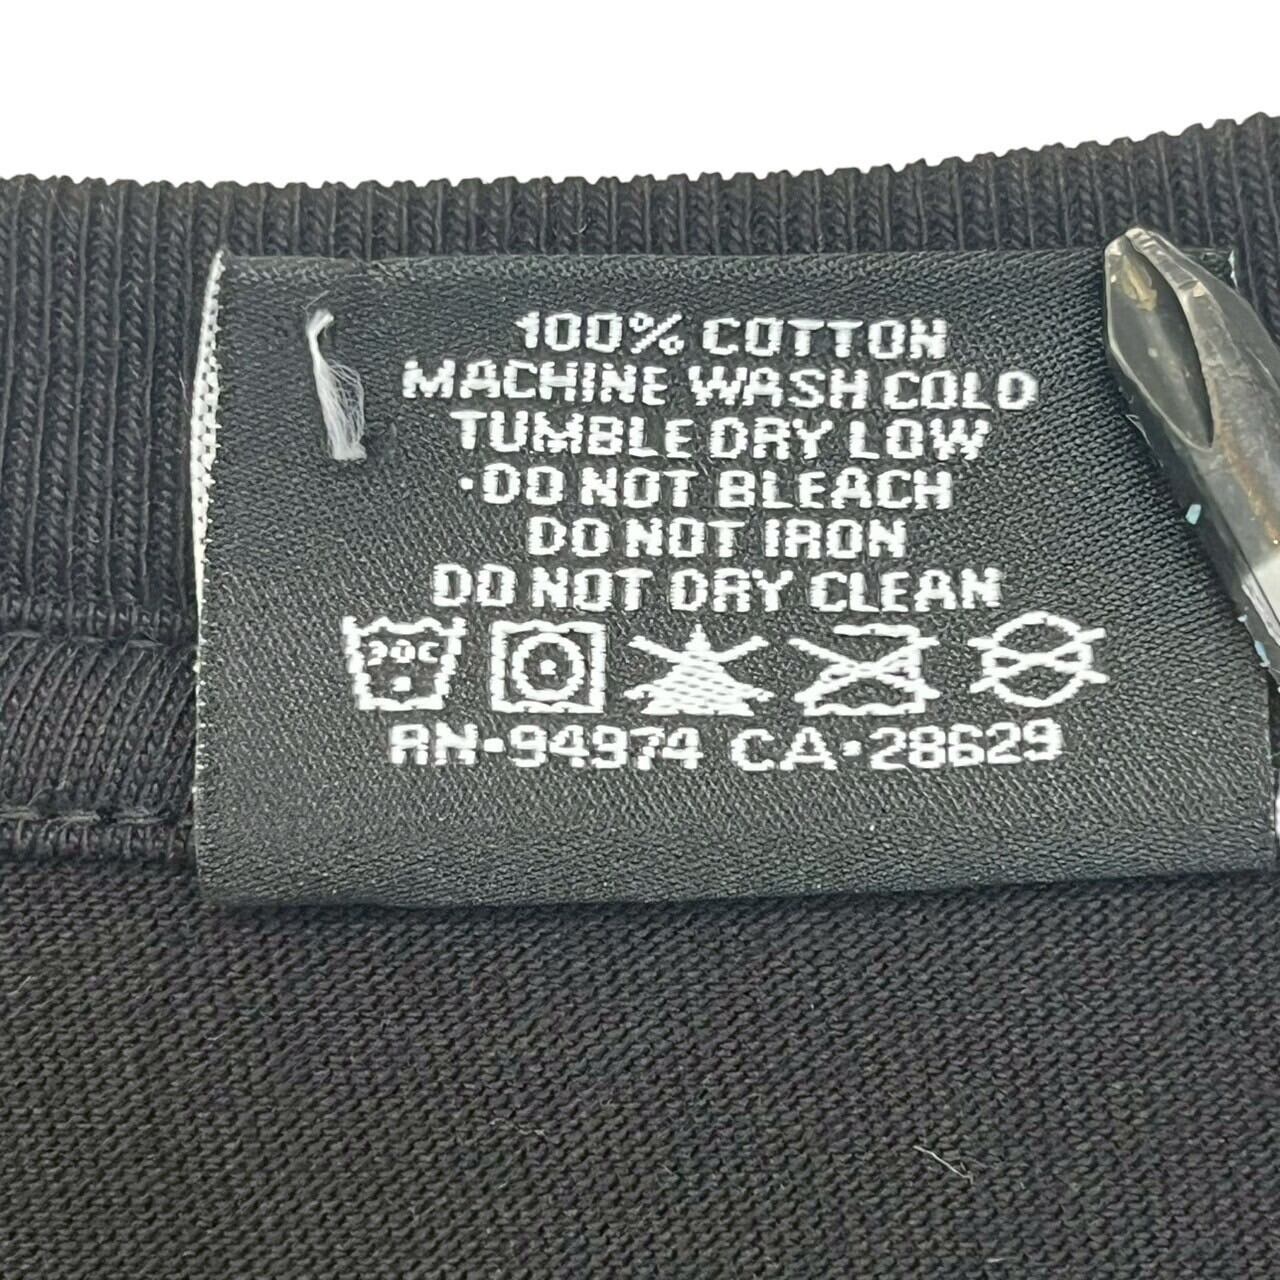 100% COTTON
MACHINE WASH COLD
TUMBLE DRY LOW
·DO NOT BLEACH
DO NOT IRON
DO NOT DRY CLEAN
30C
RN·94974 CA·28629